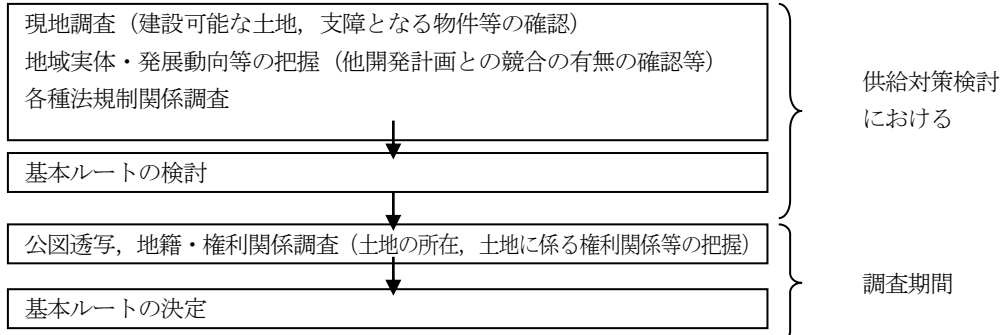 現地調査（建設可能な土地，支障となる物件等の確認）
地域実体・発展動向等の把握（他開発計画との競合の有無の確認等）
各種法規制関係調査
供給対策検討
における
基本ルートの検討
公図透写，地籍・権利関係調査（土地の所在，土地に係る権利関係等の把握）
調査期間
基本ルートの決定